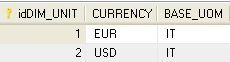 idDIM_UNIT CURRENCY BASE_UOM
1 EUR IT
2 USD IT